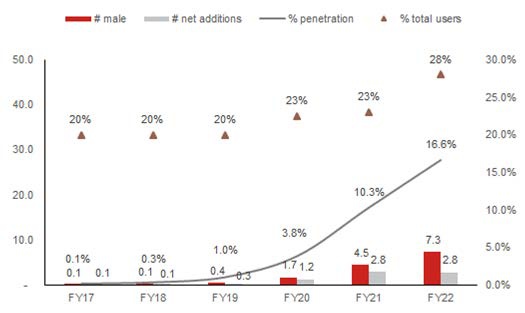 # male # net additions % penetration % total users
50.0 28% 30.0%
40.0 20% 20% 20% 23% 23% 25.0%
30.0 20.0%
16.6% 15.0%
20.0 10.3%
10.0 3.8% 10.0%
0.1% 0.3% 1.0% 4.5 7.3 5.0%
0.1 0.1 0.1 0.1 0.4 0.3 1.7 1.2 2.8 2.8
- 0.0%
FY17 FY18 FY19 FY20 FY21 FY22